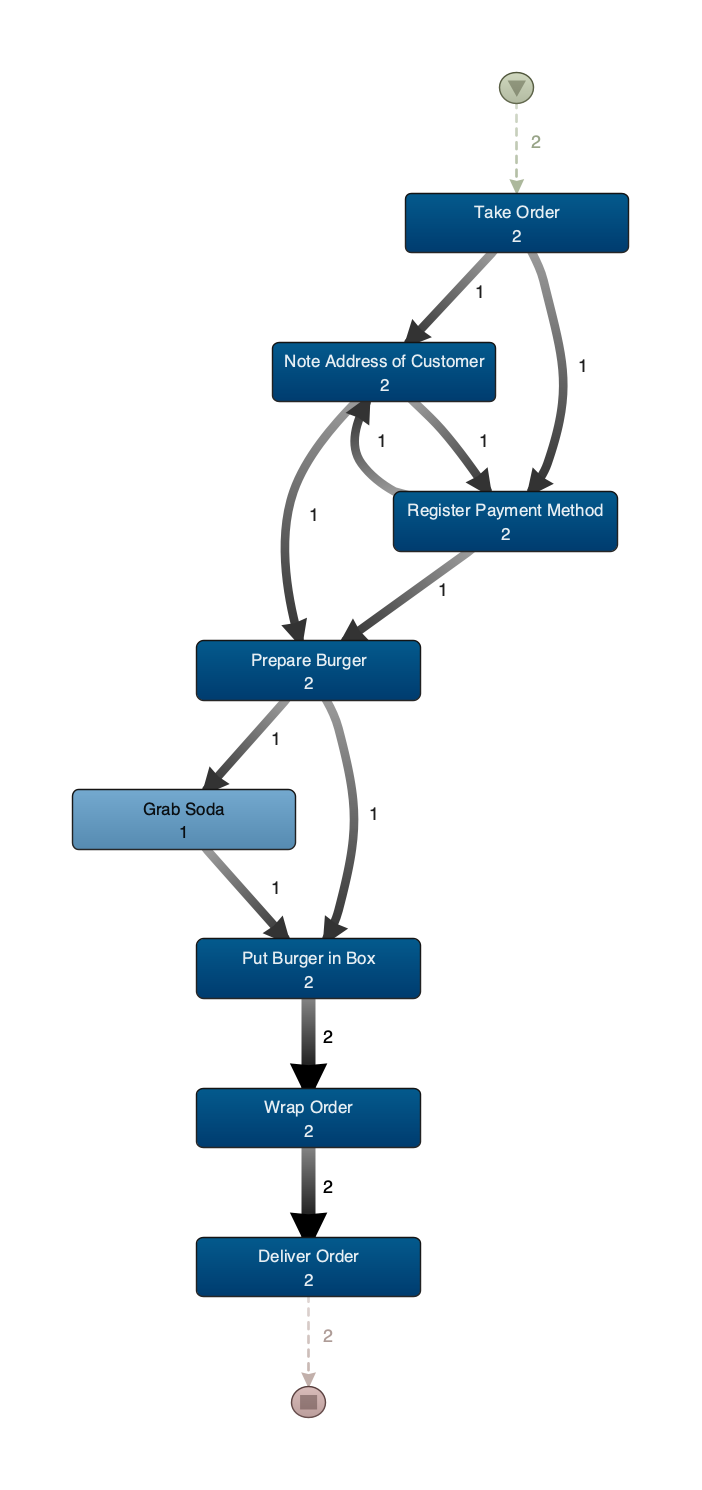 2
Take Order
2
1
1
Note Address of Customer
2
1
1
1
Register Payment Method
2
1
Prepare Burger
2
1
1
Grab Soda
1
1
Put Burger in Box
2
2
Wrap Order
2
2
Deliver Order
2
2